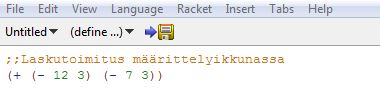 File Edit View Language Racket Insert Tabs Help
Untitled (define ...)
;;Laskutoimitus määrittelyikkunassa
(+ (- 12 3) (- 7 3))